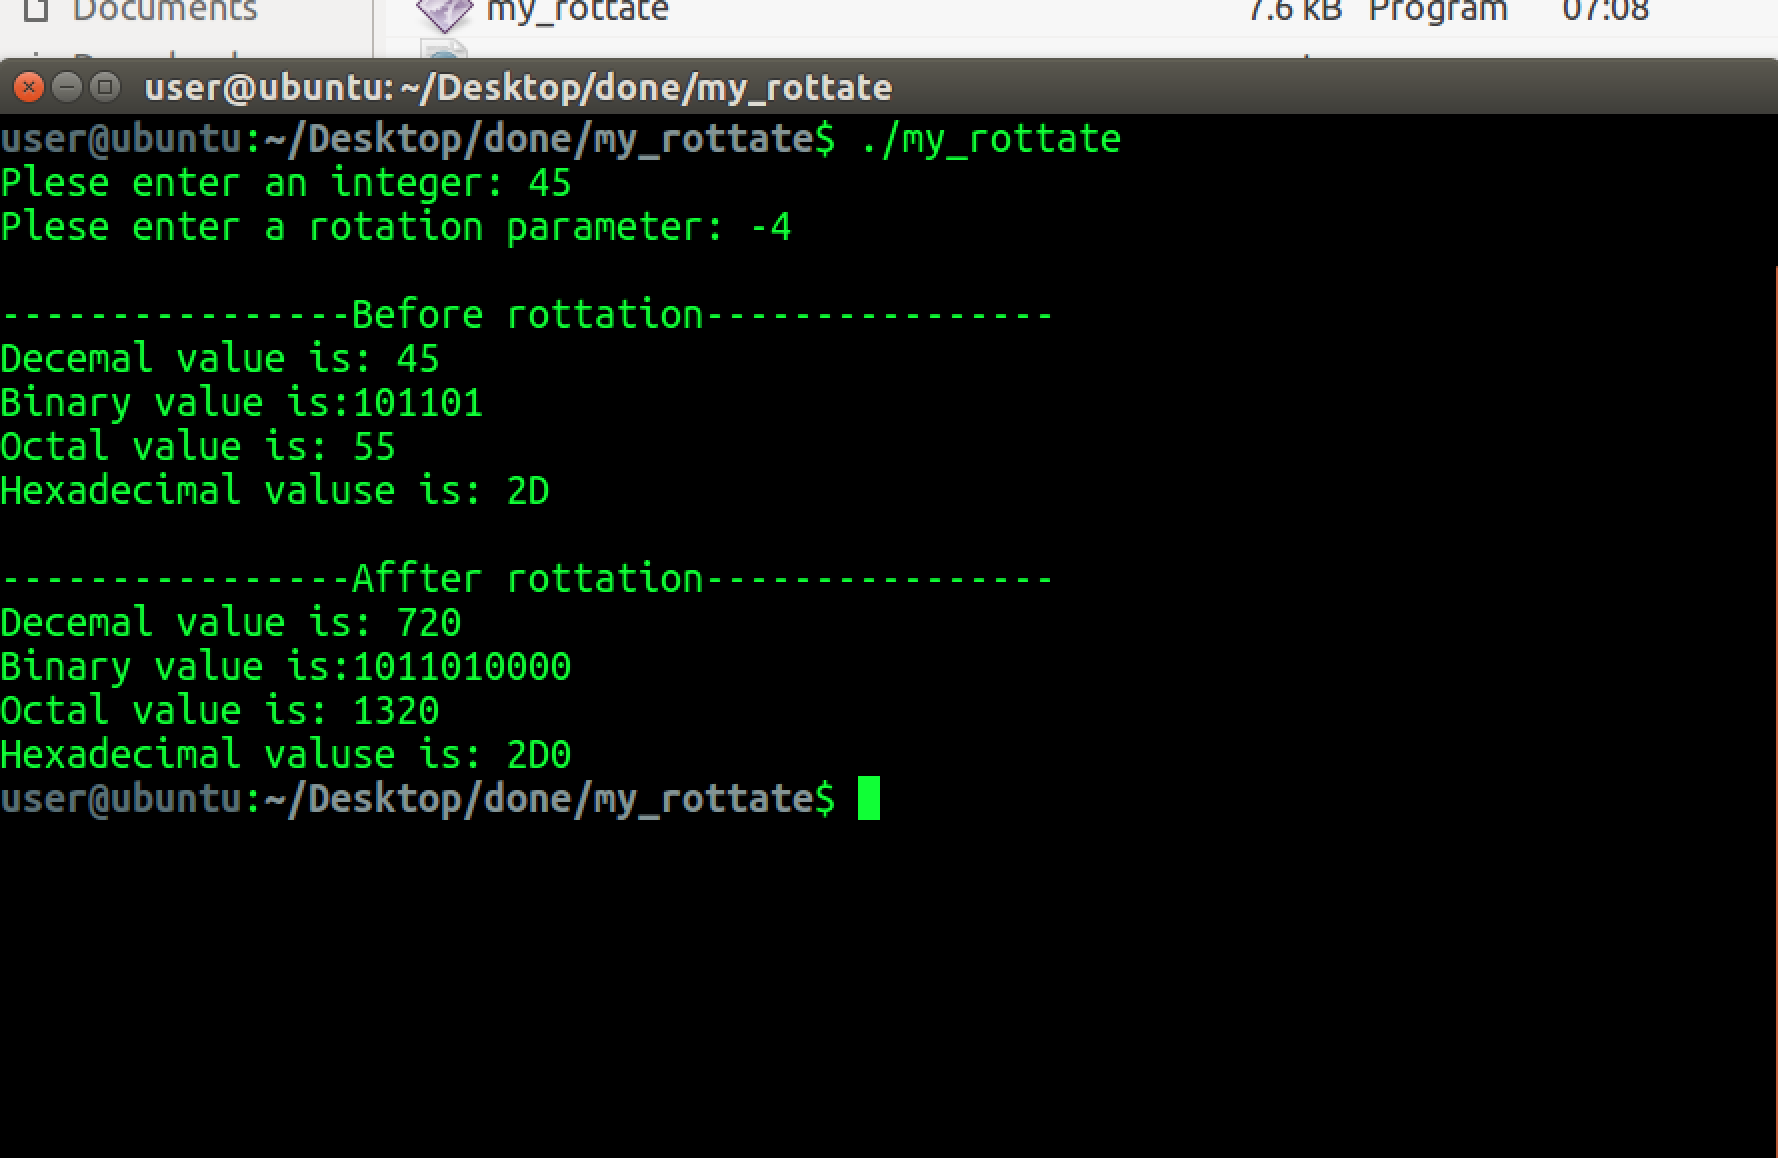 Documents
my_rottate 7.6 kB Program 07:08
user@ubuntu: ~/Desktop/done/my_rottate
user@ubuntu:~/Desktop/done/my_rottate$ ./my_rottate
Plese enter an integer: 45
Plese enter a rotation parameter: -4
----------------Before rottation----------------
Decemal value is: 45
Binary value is:101101
Octal value is: 55
Hexadecimal valuse is: 2D
----------------Affter rottation----------------
Decemal value is: 720
Binary value is:1011010000
Octal value is: 1320
Hexadecimal valuse is: 2D0
user@ubuntu:~/Desktop/done/my_rottate$